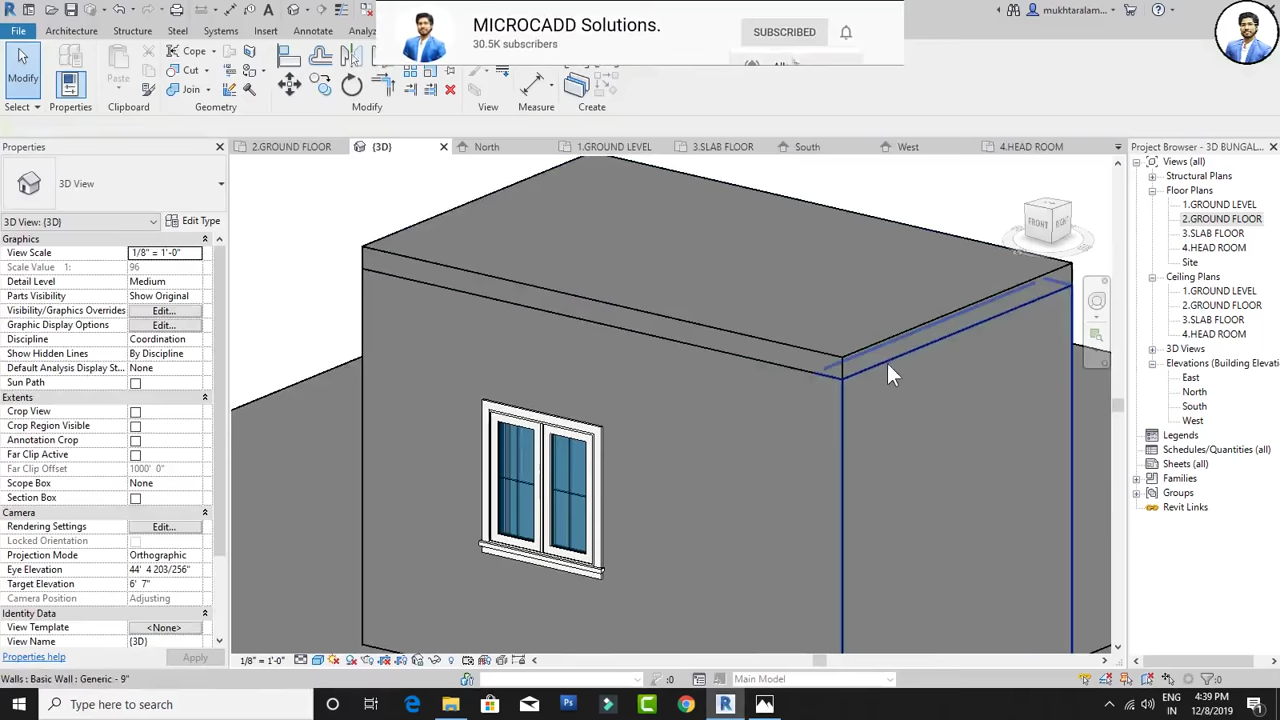 MICROCADD Solutions.
30.5K subscribers
SUBSCRIBED
mukhtaralam...
File
Architecture
Structure
Steel
Systems
Insert
Annotate
Modify
Cope
Cut
Join
Paste
Select
Properties
Clipboard
Geometry
Modify
View
Measure
Create
Properties
2.GROUND FLOOR
{3D}
North
1.GROUND LEVEL
3.SLAB FLOOR
South
West
4.HEAD ROOM
Project Browser - 3D BUNGAL...
3D View
3D View: {3D}
Edit Type
Graphics
View Scale
1/8" = 1'-0"
Scale Value 1:
96
Detail Level
Medium
Parts Visibility
Show Original
Visibility/Graphics Overrides
Edit...
Graphic Display Options
Edit...
Discipline
Coordination
Show Hidden Lines
By Discipline
Default Analysis Display St...
None
Sun Path
Extents
Crop View
Crop Region Visible
Annotation Crop
Far Clip Active
Far Clip Offset
1000' 0"
Scope Box
None
Section Box
Camera
Rendering Settings
Edit...
Locked Orientation
Projection Mode
Orthographic
Eye Elevation
44' 4 203/256"
Target Elevation
6' 7"
Camera Position
Adjusting
Identity Data
View Template
<None>
View Name
{3D}
Properties help
Apply
FRONT
RIGHT
Views (all)
Structural Plans
Floor Plans
1.GROUND LEVEL
2.GROUND FLOOR
3.SLAB FLOOR
4.HEAD ROOM
Site
Ceiling Plans
1.GROUND LEVEL
2.GROUND FLOOR
3.SLAB FLOOR
4.HEAD ROOM
3D Views
Elevations (Building Elevation
East
North
South
West
Legends
Schedules/Quantities (all)
Sheets (all)
Families
Groups
Revit Links
1/8" = 1'-0"
Walls : Basic Wall : Generic - 9"
:0
Main Model
:0
Type here to search
ENG
IN
4:39 PM
12/8/2019